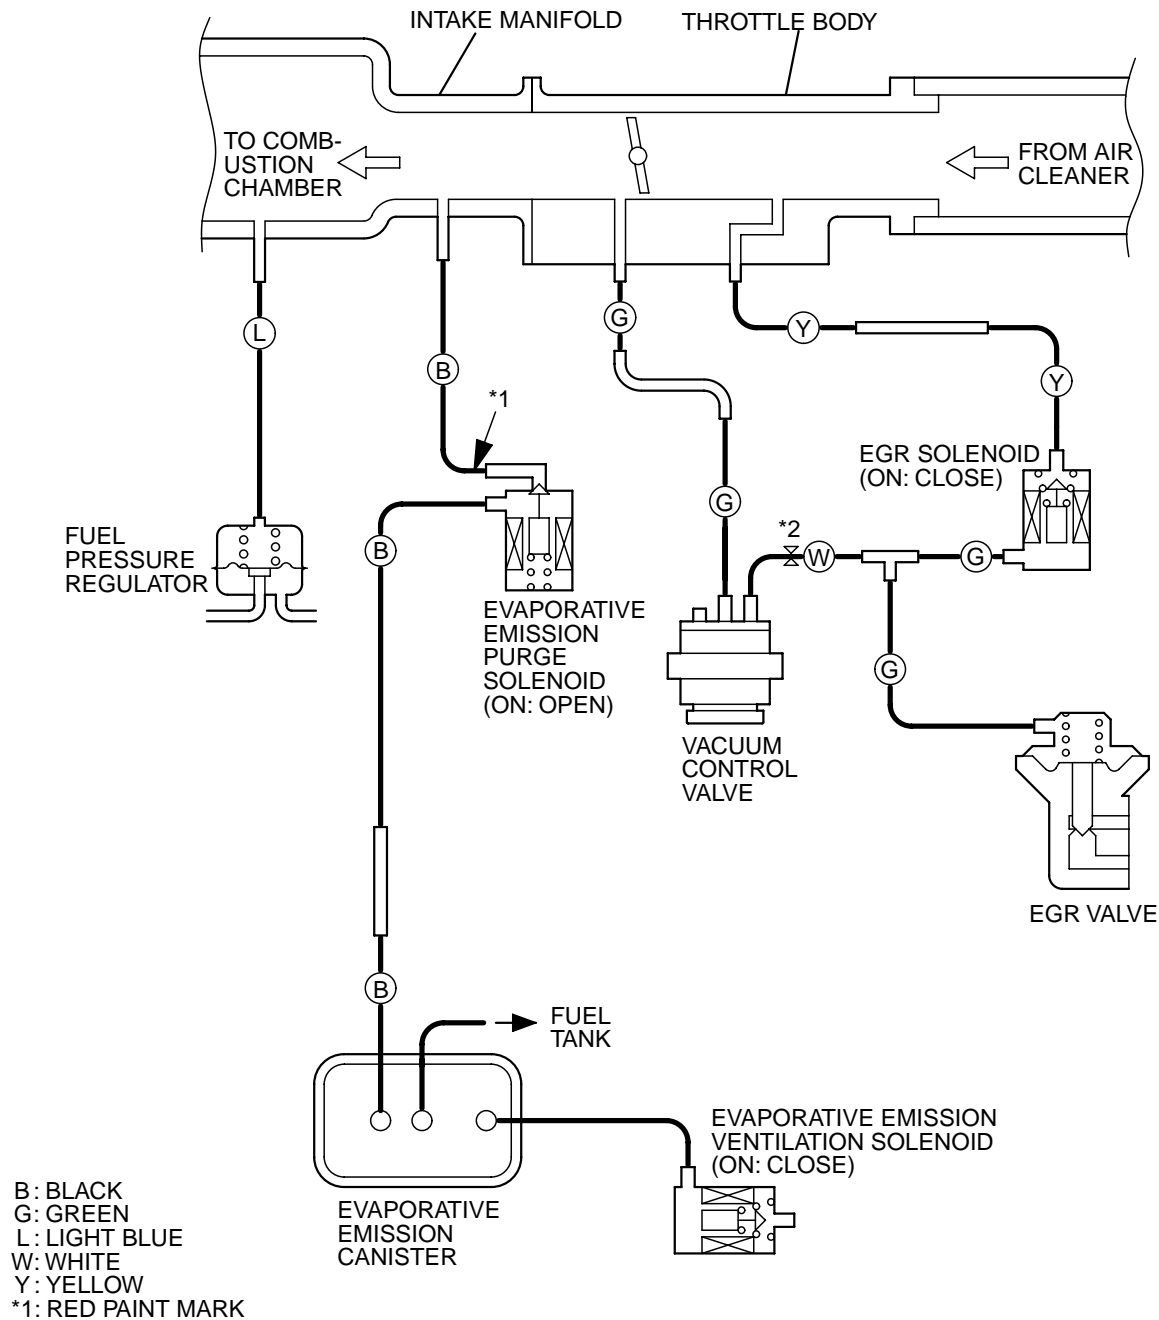 INTAKE MANIFOLD
THROTTLE BODY
TO COMB-
USTION
CHAMBER
FROM AIR
CLEANER
L
B
G
Y
Y
*1
EGR SOLENOID
(ON: CLOSE)
G
*2
W
G
B
FUEL
PRESSURE
REGULATOR
EVAPORATIVE
EMISSION
PURGE
SOLENOID
(ON: OPEN)
G
VACUUM
CONTROL
VALVE
EGR VALVE
B
FUEL
TANK
EVAPORATIVE EMISSION
VENTILATION SOLENOID
(ON: CLOSE)
EVAPORATIVE
EMISSION
CANISTER
B: BLACK
G: GREEN
L: LIGHT BLUE
W: WHITE
Y: YELLOW
*1: RED PAINT MARK